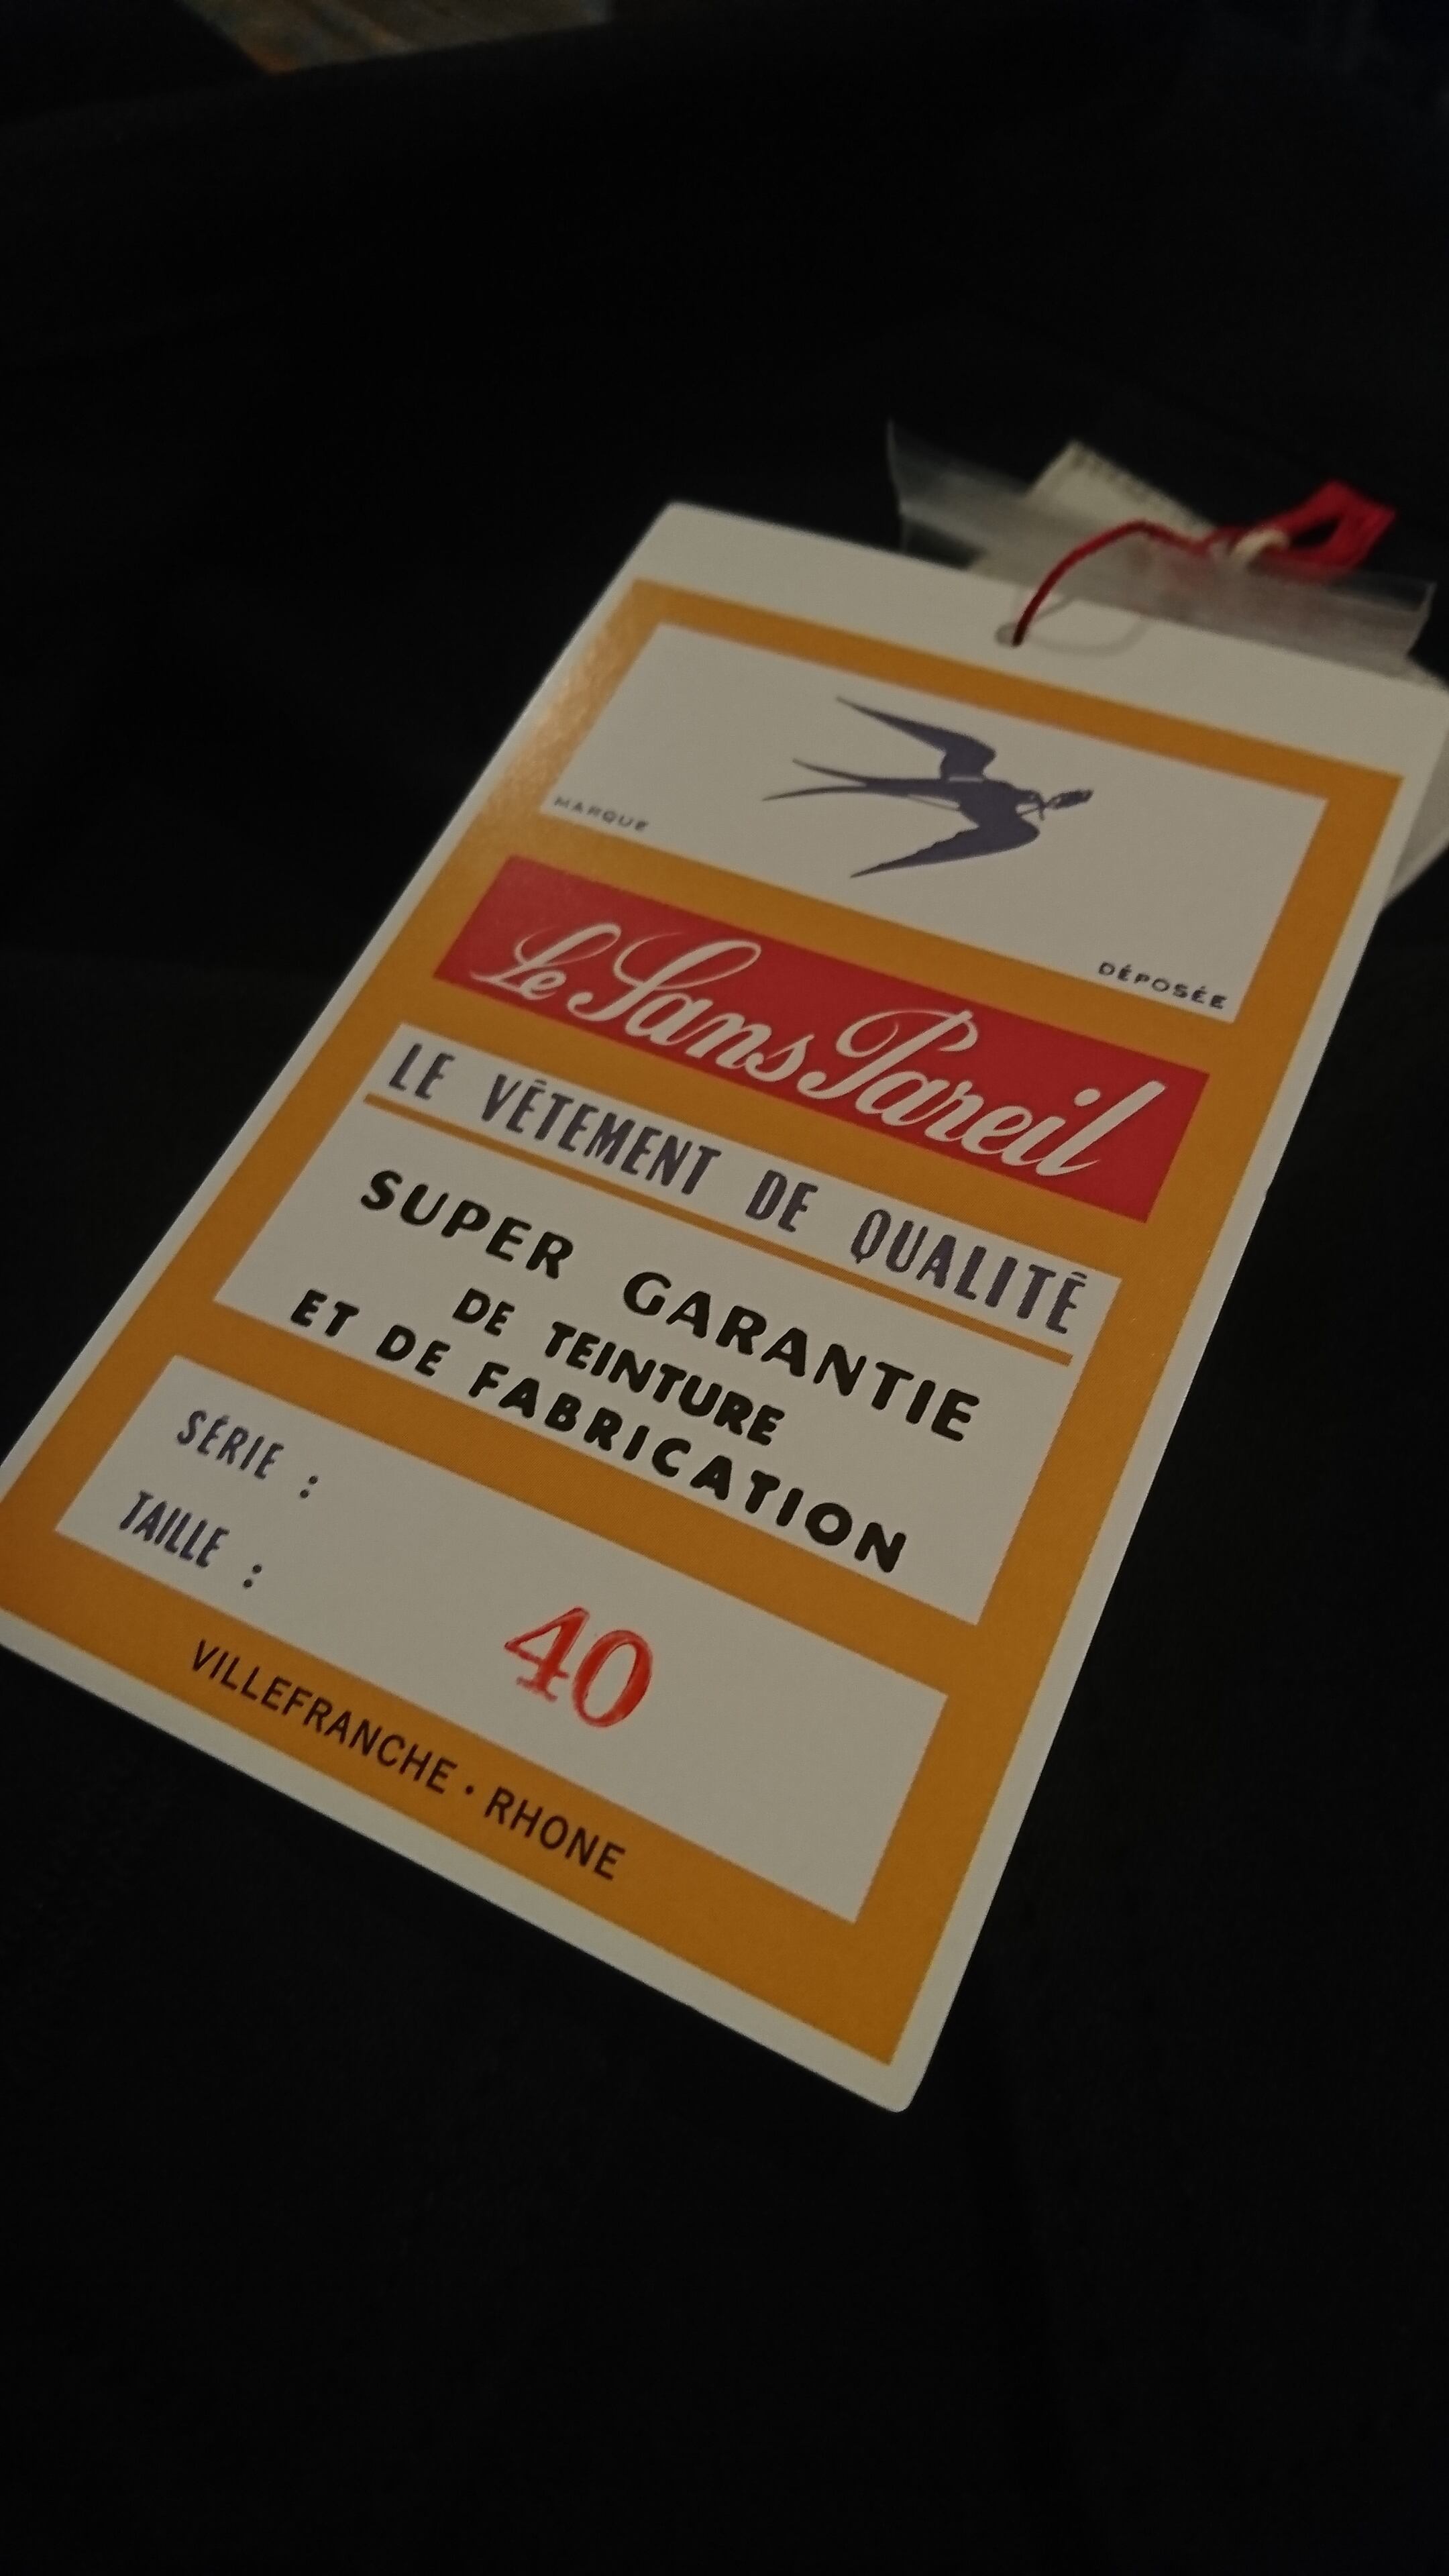 MARQUE
DÉPOSÉE
Le Sans Pareil
LE VÊTEMENT DE QUALITÉ
SUPER GARANTIE
DE TEINTURE
ET DE FABRICATION
SÉRIE :
TAILLE :
40
VILLEFRANCHE · RHONE